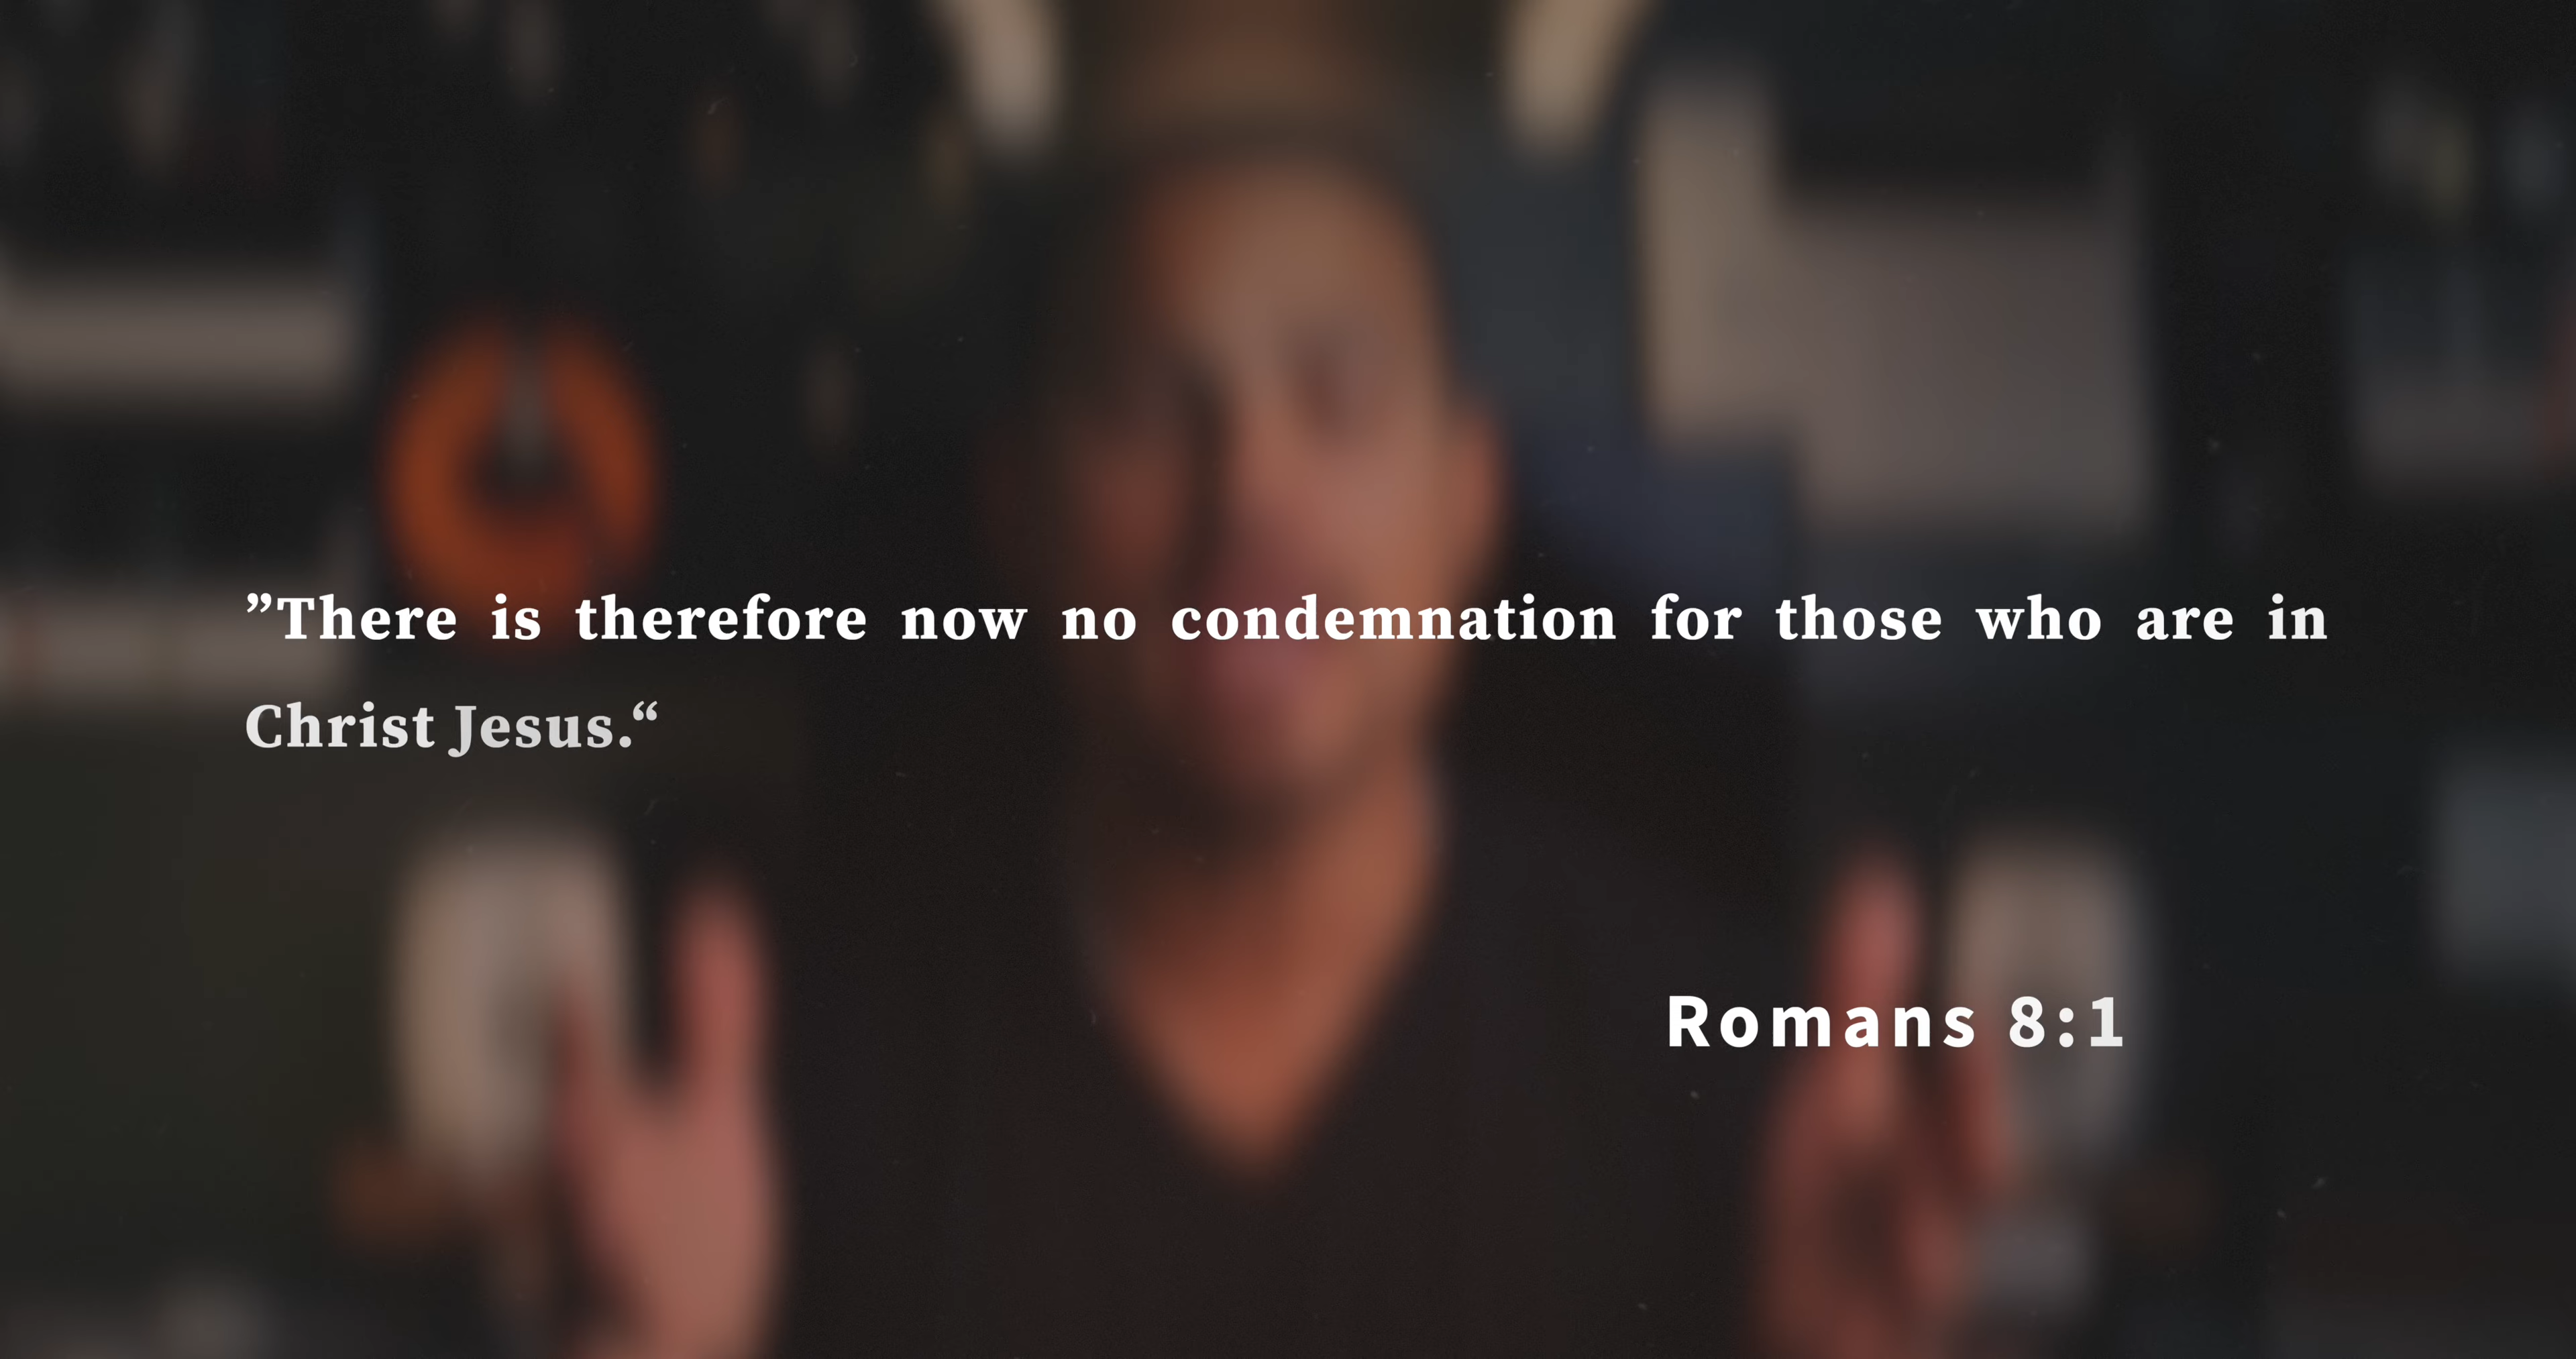 ”There is therefore now no condemnation for those who are in
Christ Jesus.“
Romans 8:1